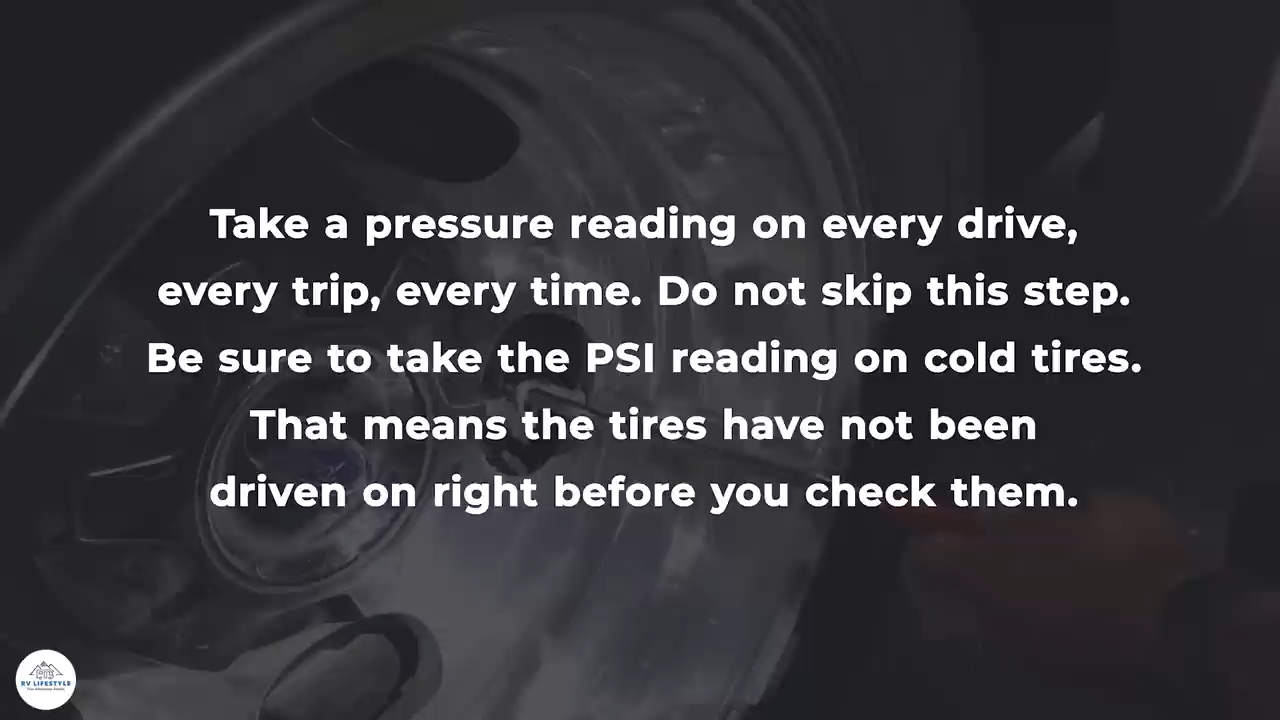 Take a pressure reading on every drive,
every trip, every time. Do not skip this step.
Be sure to take the PSI reading on cold tires.
That means the tires have not been
driven on right before you check them.
RV LIFESTYLE